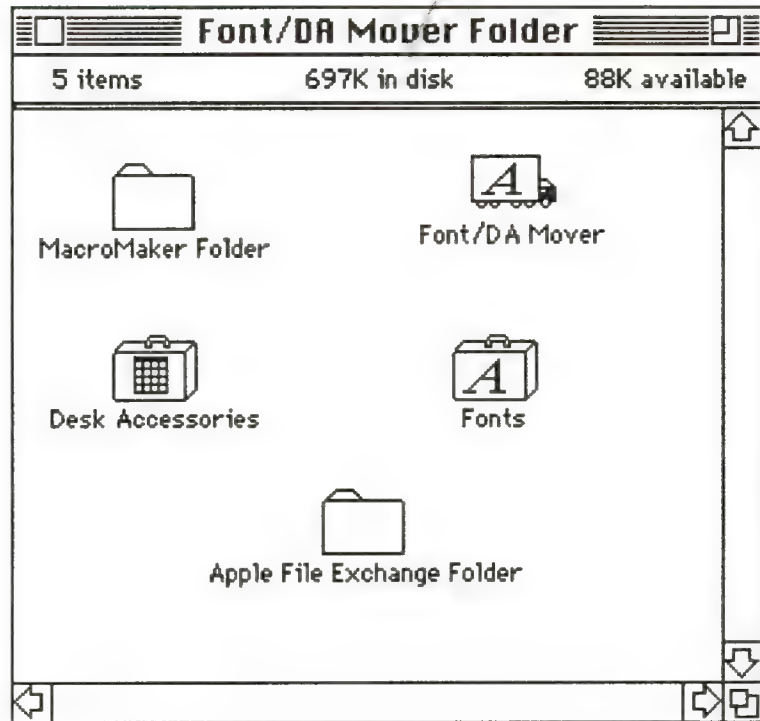 Font/DA Mover Folder
5 items 697K in disk 88K available
MacroMaker Folder
Font/DA Mover
Desk Accessories
Fonts
Apple File Exchange Folder